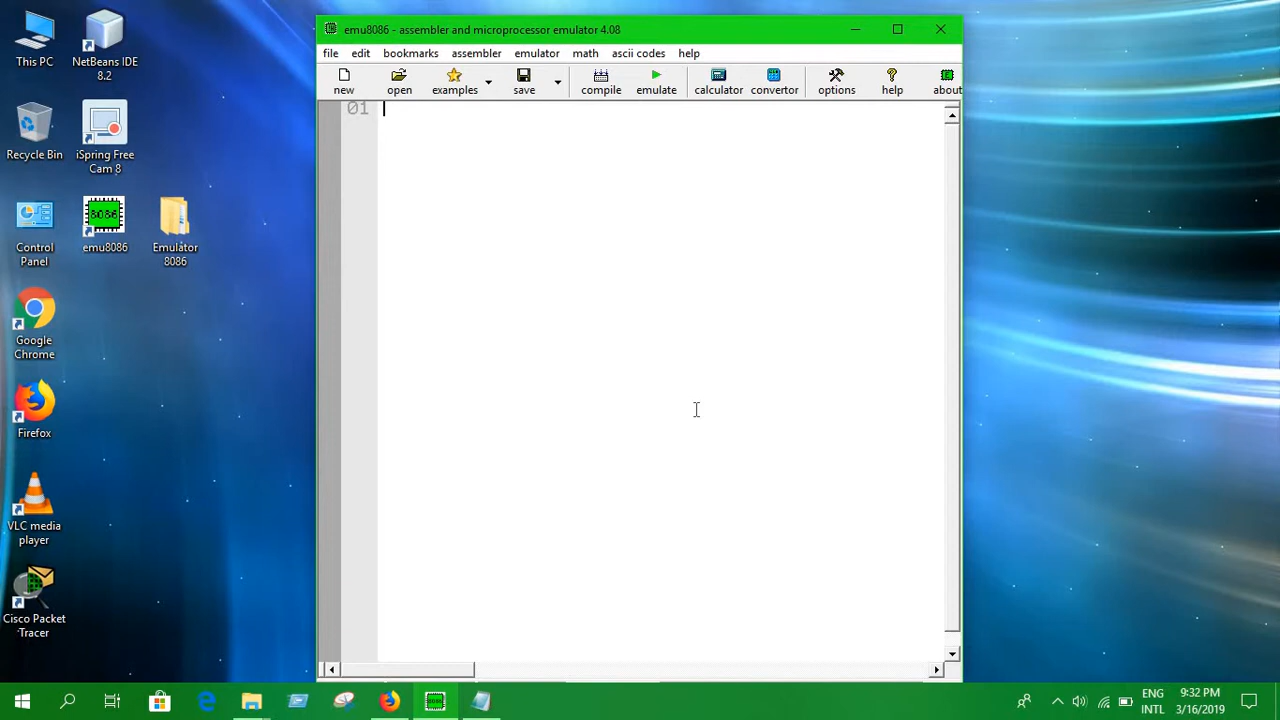 This PC
NetBeans IDE
8.2
Recycle Bin
iSpring Free
Cam 8
Control
Panel
8086
emu8086
Emulator
8086
Google
Chrome
Firefox
VLC media
player
Cisco Packet
Tracer
emu8086 - assembler and microprocessor emulator 4.08
file edit bookmarks assembler emulator math ascii codes help
new open examples save compile emulate calculator convertor options help about
01
ENG
INTL
9:32 PM
3/16/2019